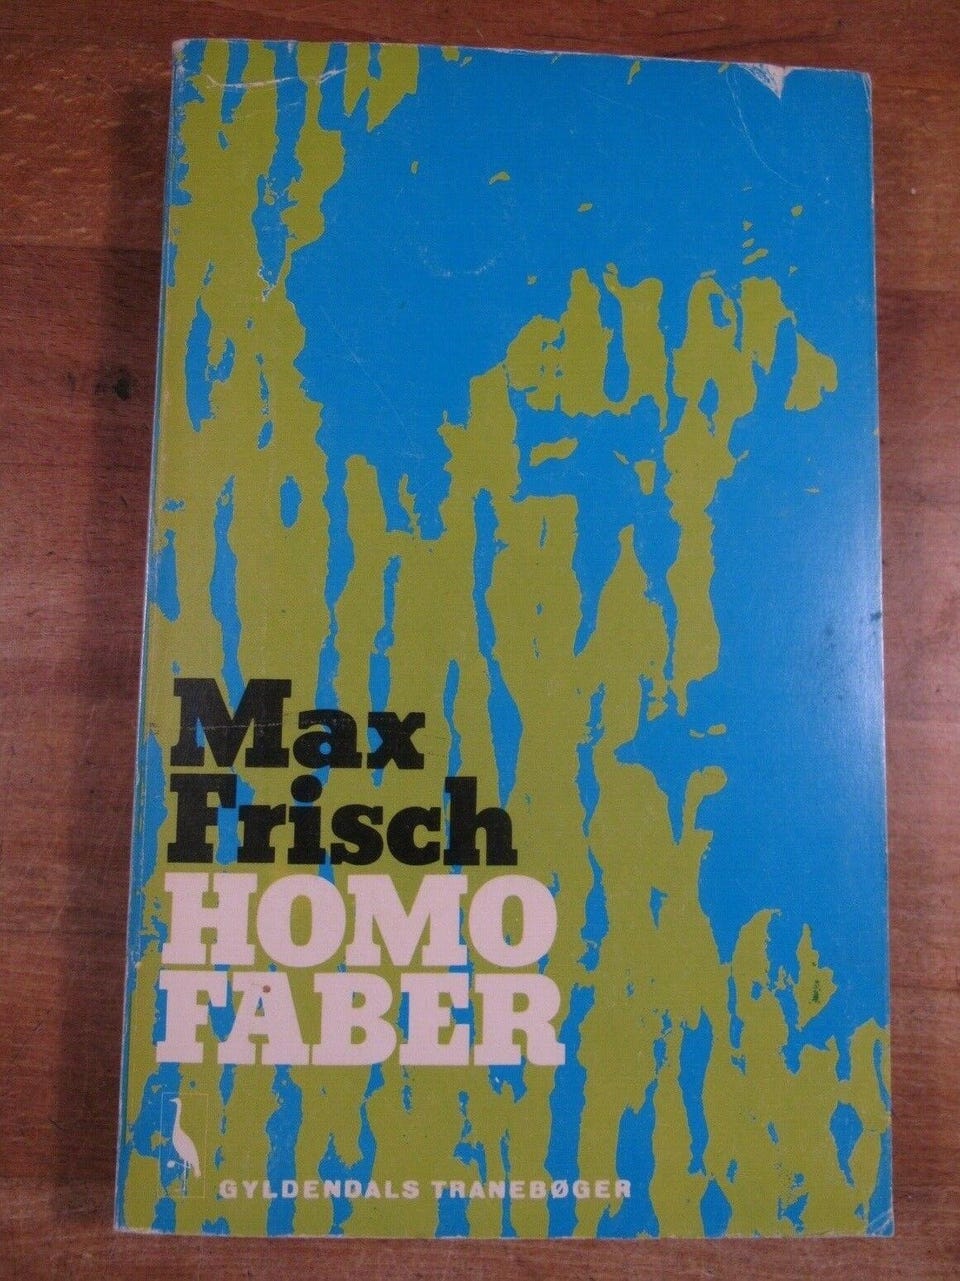 Max
Frisch
HOMO
FABER
GYLDENDALS TRANEBØGER